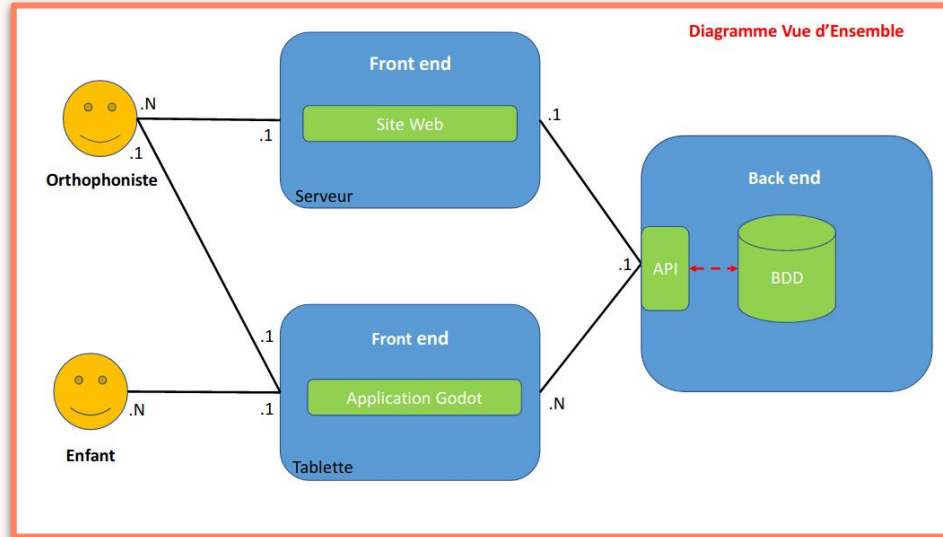 Diagramme Vue d'Ensemble
Front end
Site Web
Serveur
.N
.1
.1
.1
Orthophoniste
Back end
API
BDD
.1
Front end
Application Godot
Tablette
.1
.1
.N
.N
Enfant